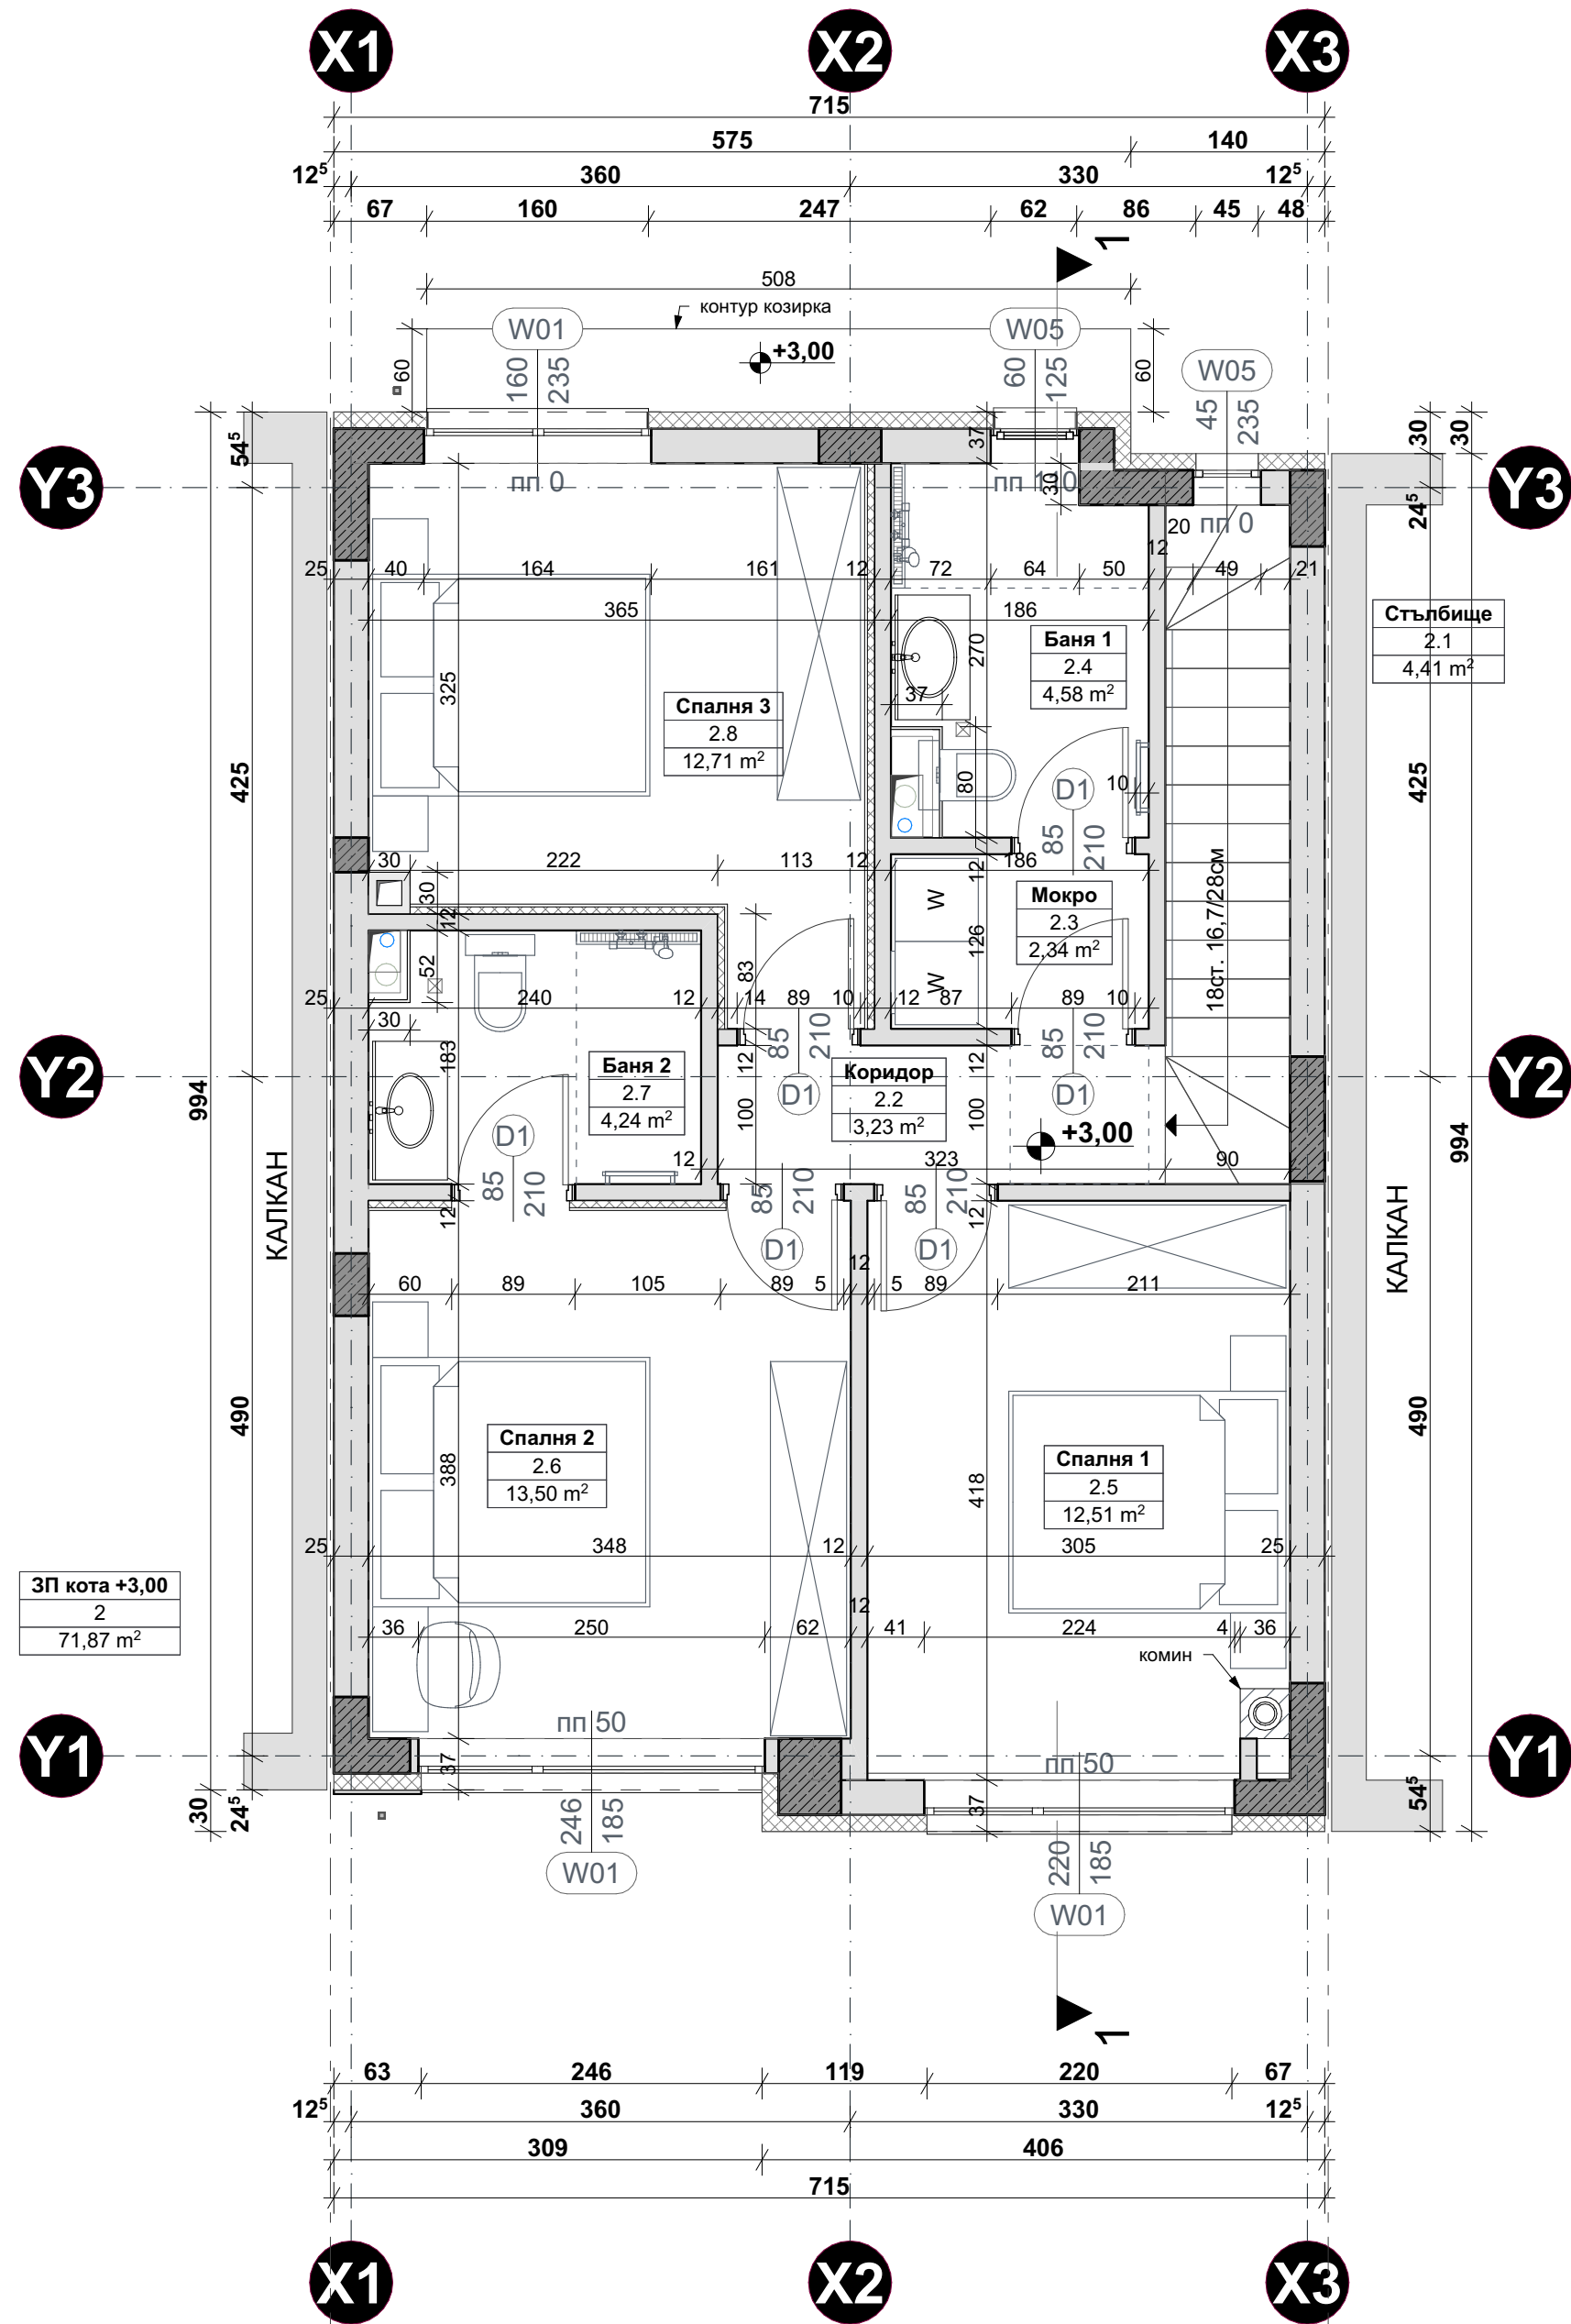 X1 X2 X3
715
575 140
12⁵ 360 330 12⁵
67 160 247 62 86 45 48
1
508
контур козирка
W01 W05
+3,00
60 160 235 60 125 60
W05
45 235
54⁵ 37 30 30
Y3 Y3
пп 0 пп 110 30
20 пп 0 24⁵
12
25 40 164 161 12 72 64 50 49 21
365 186
Стълбище
2.1
4,41 m²
Баня 1
2.4
4,58 m²
270
325
37
Спалня 3
2.8
12,71 m²
425 425
80 D1 10
85 210
30 222 113 12 186
30 12
12
W
Мокро
2.3
2,34 m²
18ст. 16,7/28см
126
52 83
W
25 240 12 14 89 10 12 87 89 10
30
183
85 210 85 210
12 12
Баня 2
2.7
4,24 m²
Коридор
2.2
3,23 m²
D1 D1
Y2 Y2
994 994
100 100
D1
+3,00
85 210
12 323 90
85 210 85 210
КАЛКАН КАЛКАН
12 12
D1 D1
12
60 89 105 89 5 5 89 211
490 490
Спалня 2
2.6
13,50 m²
Спалня 1
2.5
12,51 m²
388 418
25 348 12 305 25
ЗП кота +3,00
2
71,87 m²
12
36 250 62 41 224 4 36
комин
пп 50
пп 50
Y1 Y1
37 37
30 24⁵ 54⁵
246 185
W01
220 185
W01
1
63 246 119 220 67
12⁵ 360 330 12⁵
309 406
715
X1 X2 X3